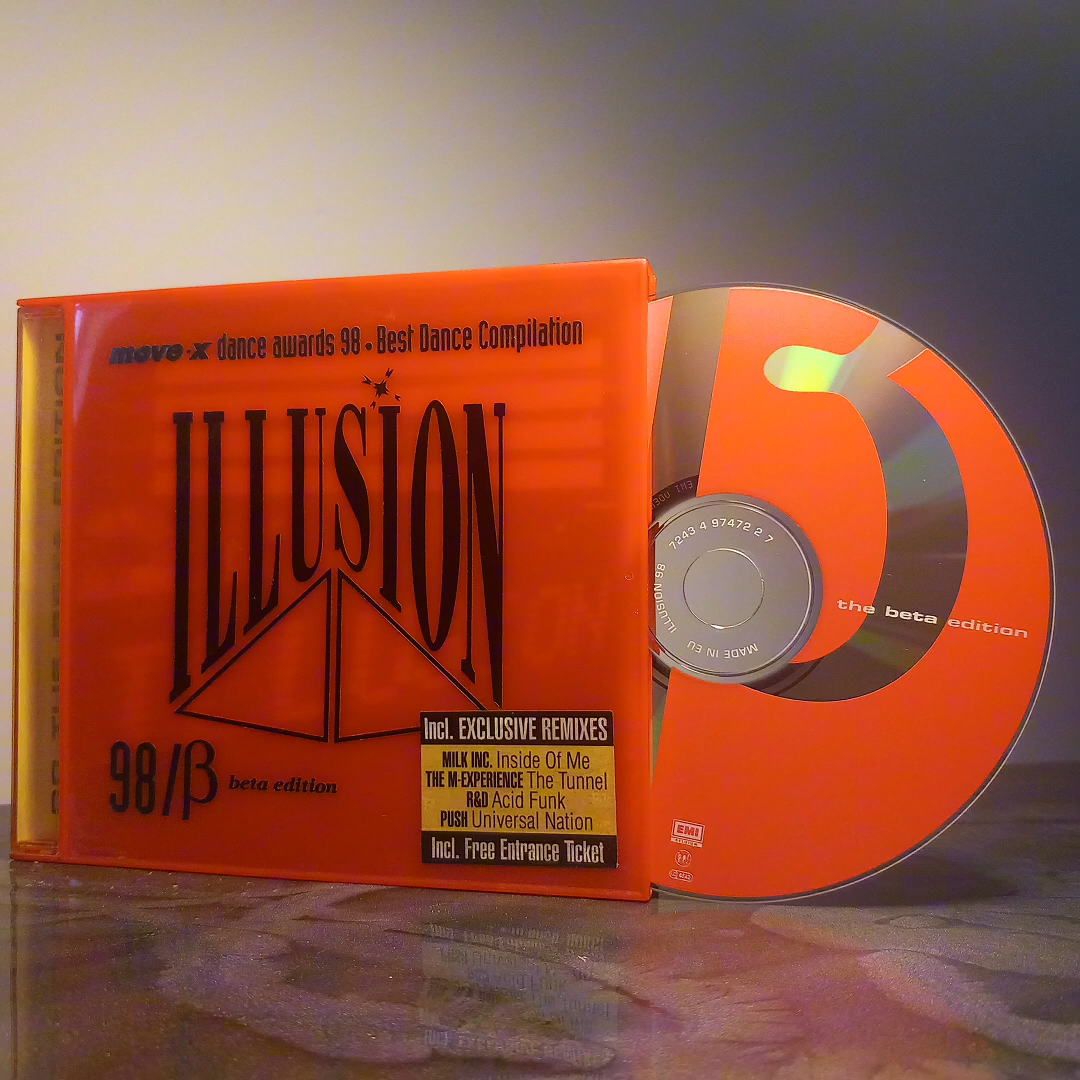 move-x dance awards 98 • Best Dance Compilation
ILLUSION
98/β beta edition
Incl. EXCLUSIVE REMIXES
MILK INC. Inside Of Me
THE M-EXPERIENCE The Tunnel
R&D Acid Funk
PUSH Universal Nation
Incl. Free Entrance Ticket
EMI
7243 4 97472 2 7
ILLUSION 98
MADE IN EU
the beta edition
EMI
BELGIUM